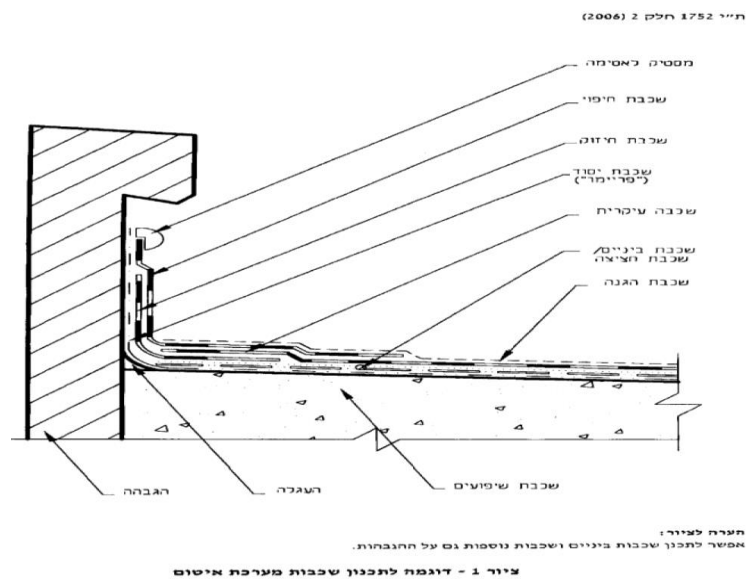 ת״י 1752 חלק 2 (2006)
מסטיק לאטימה
שכבת חיפוי
שכבת חיזוק
שכבת יסוד
("פריימר")
שכבה עיקרית
שכבת ביניים/
שכבת חציצה
שכבת הגנה
שכבת שיפועים
העגלה
הגבהה
הערה לציור:
אפשר לתכנן שכבות ביניים ושכבות נוספות גם על ההגבהות.
ציור 1 - דוגמה לתכנון שכבות מערכת איטום